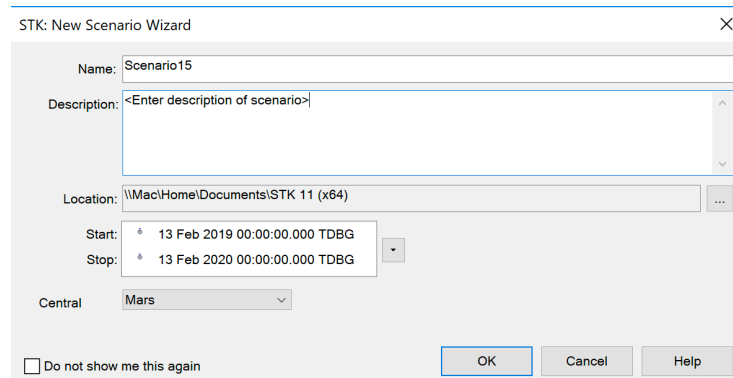 STK: New Scenario Wizard
Name: Scenario15
Description: <Enter description of scenario>
Location: \\Mac\Home\Documents\STK 11 (x64)
...
Start: 13 Feb 2019 00:00:00.000 TDBG
Stop: 13 Feb 2020 00:00:00.000 TDBG
Central Mars
Do not show me this again
OK Cancel Help